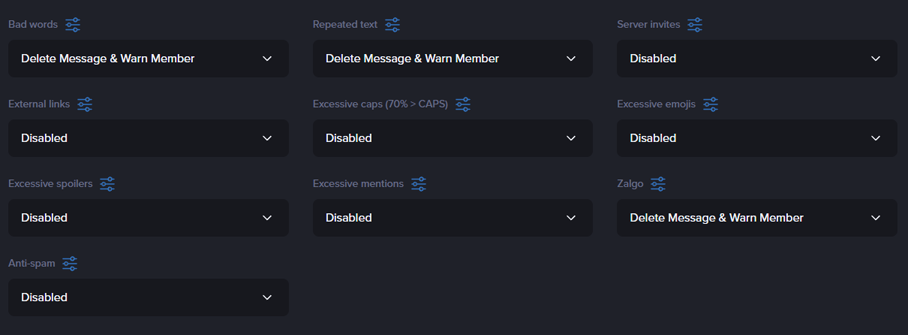 Bad words
Repeated text
Server invites
Delete Message & Warn Member
Delete Message & Warn Member
Disabled
External links
Excessive caps (70% > CAPS)
Excessive emojis
Disabled
Disabled
Disabled
Excessive spoilers
Excessive mentions
Zalgo
Disabled
Disabled
Delete Message & Warn Member
Anti-spam
Disabled